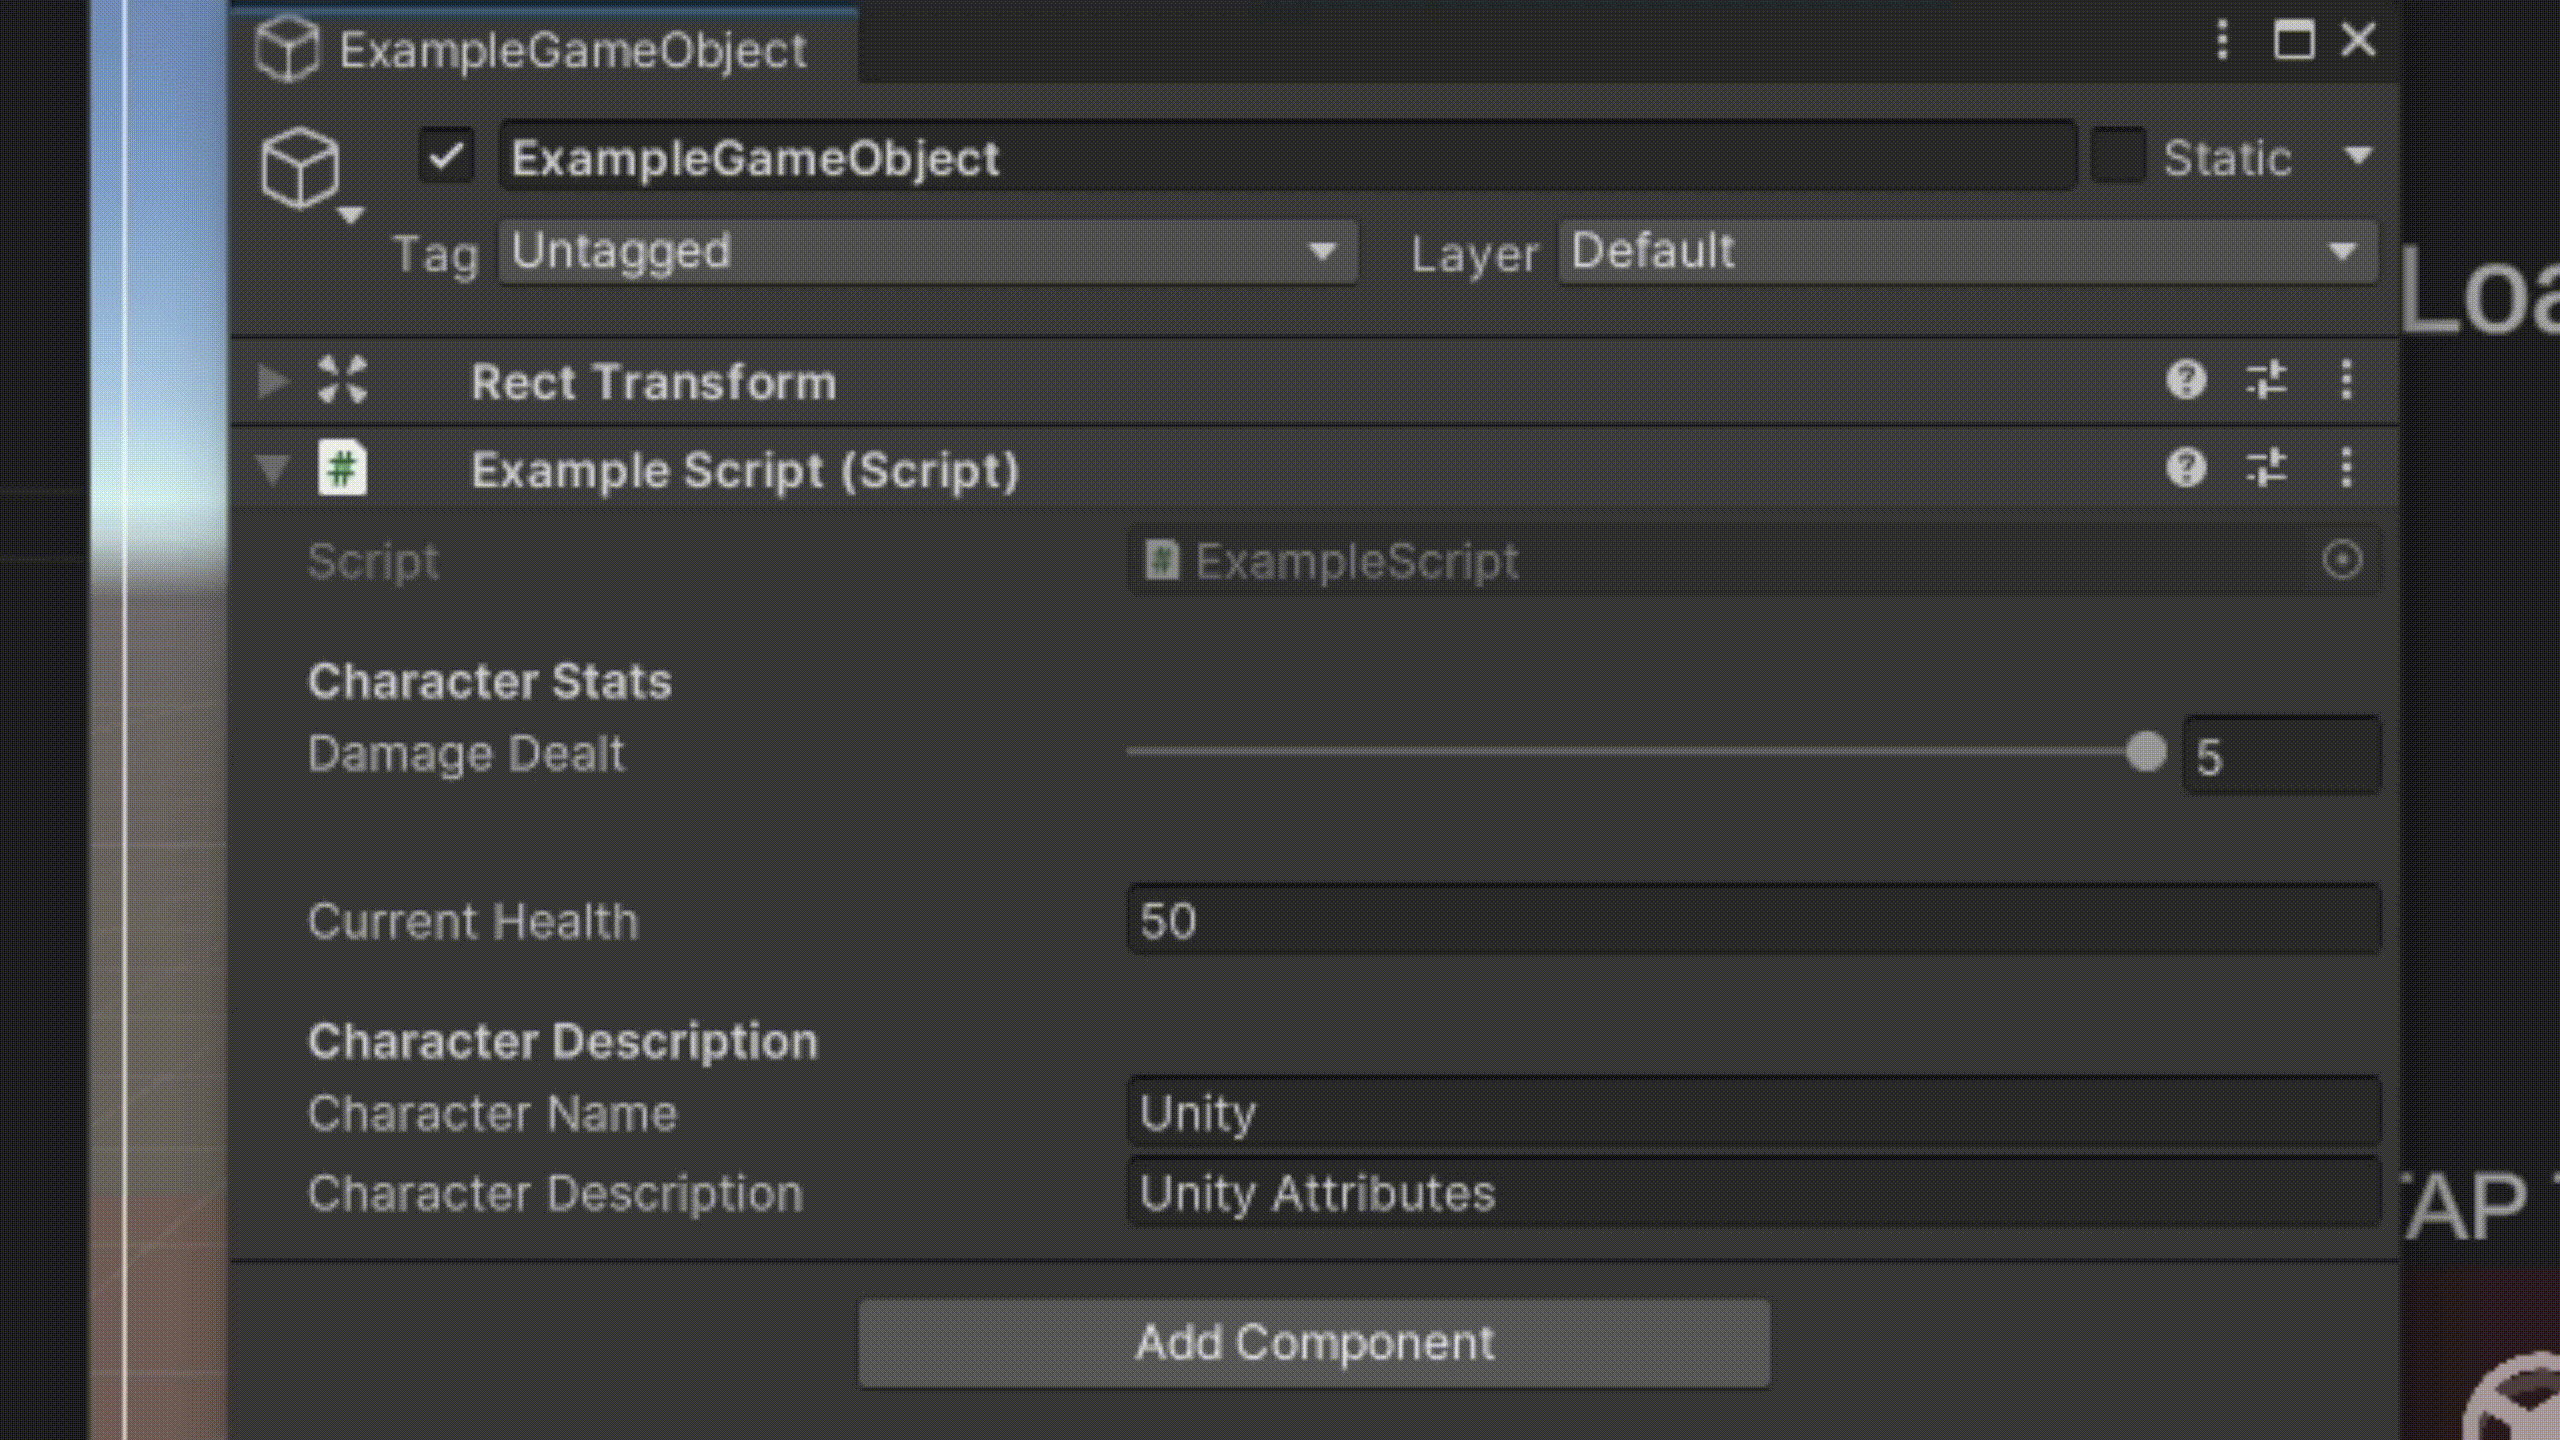 ExampleGameObject
ExampleGameObject
Static
Tag Untagged Layer Default
Loa
Rect Transform
Example Script (Script)
Script ExampleScript
Character Stats
Damage Dealt 5
Current Health 50
Character Description
Character Name Unity
Character Description Unity Attributes
TAP
Add Component